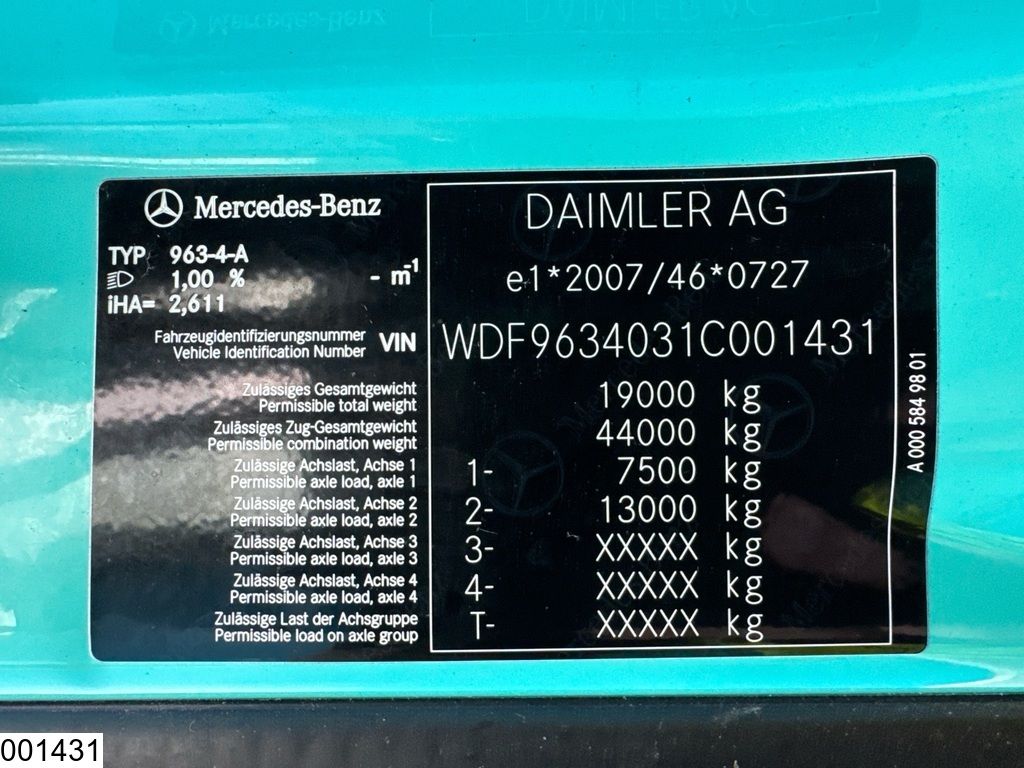 Mercedes-Benz
DAIMLER AG
TYP 963-4-A
1,00 % - m-1
iHA= 2,611
e1*2007/46*0727
Fahrzeugidentifizierungsnummer
Vehicle Identification Number VIN WDF9634031C001431
Zulässiges Gesamtgewicht
Permissible total weight 19000 kg
Zulässiges Zug-Gesamtgewicht
Permissible combination weight 44000 kg
Zulässige Achslast, Achse 1
Permissible axle load, axle 1 1- 7500 kg
Zulässige Achslast, Achse 2
Permissible axle load, axle 2 2- 13000 kg
Zulässige Achslast, Achse 3
Permissible axle load, axle 3 3- XXXXX kg
Zulässige Achslast, Achse 4
Permissible axle load, axle 4 4- XXXXX kg
Zulässige Last der Achsgruppe
Permissible load on axle group T- XXXXX kg
A 000 584 98 01
001431